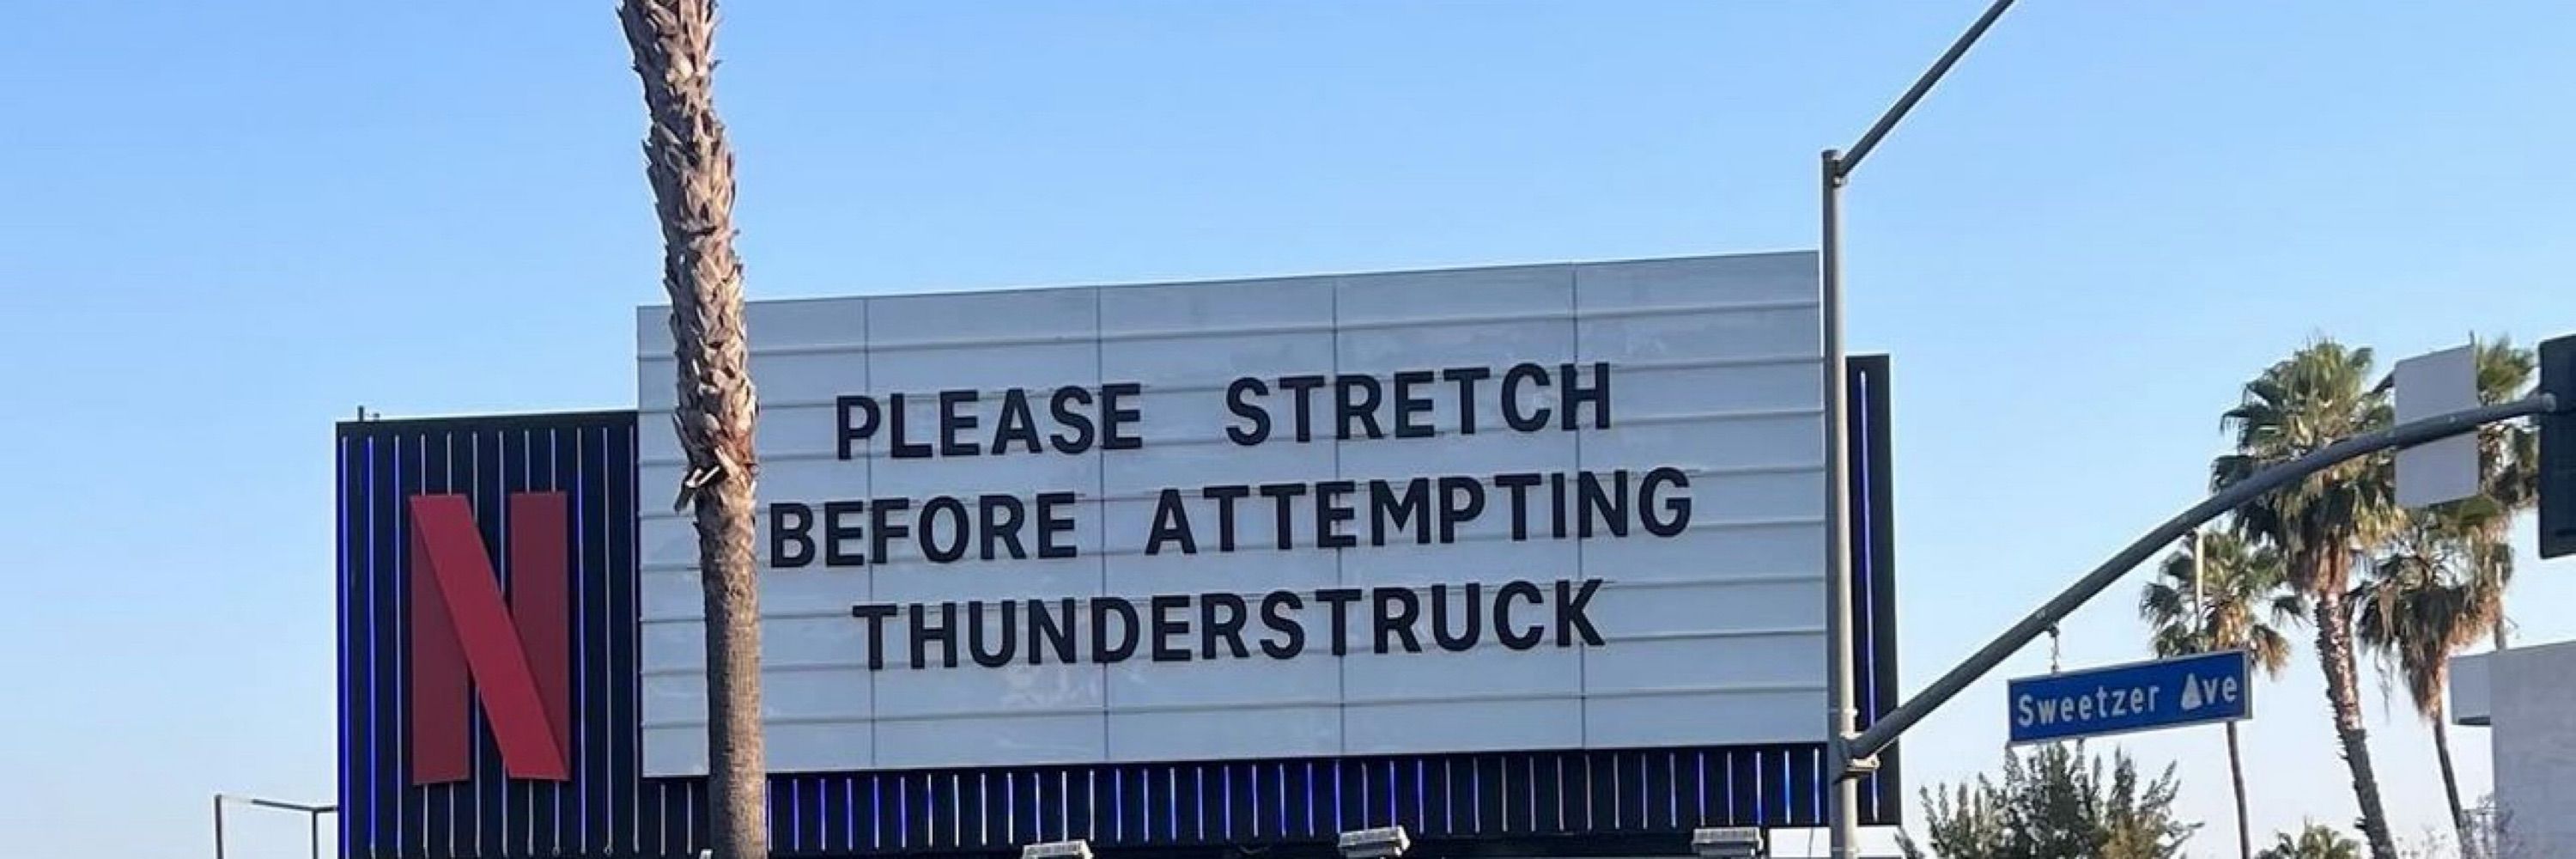 PLEASE STRETCH
BEFORE ATTEMPTING
THUNDERSTRUCK
N
Sweetzer Ave